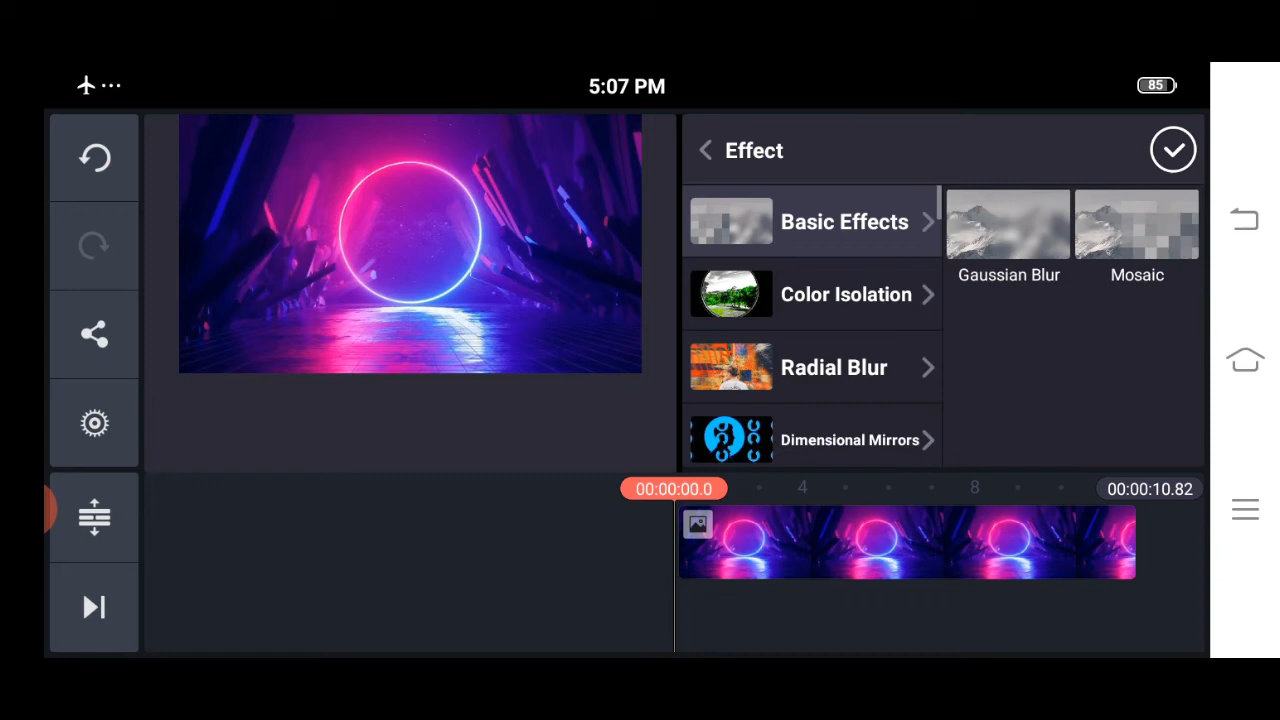 5:07 PM
85
Effect
Basic Effects
Color Isolation
Radial Blur
Dimensional Mirrors
Gaussian Blur
Mosaic
00:00:00.0
4
8
00:00:10.82